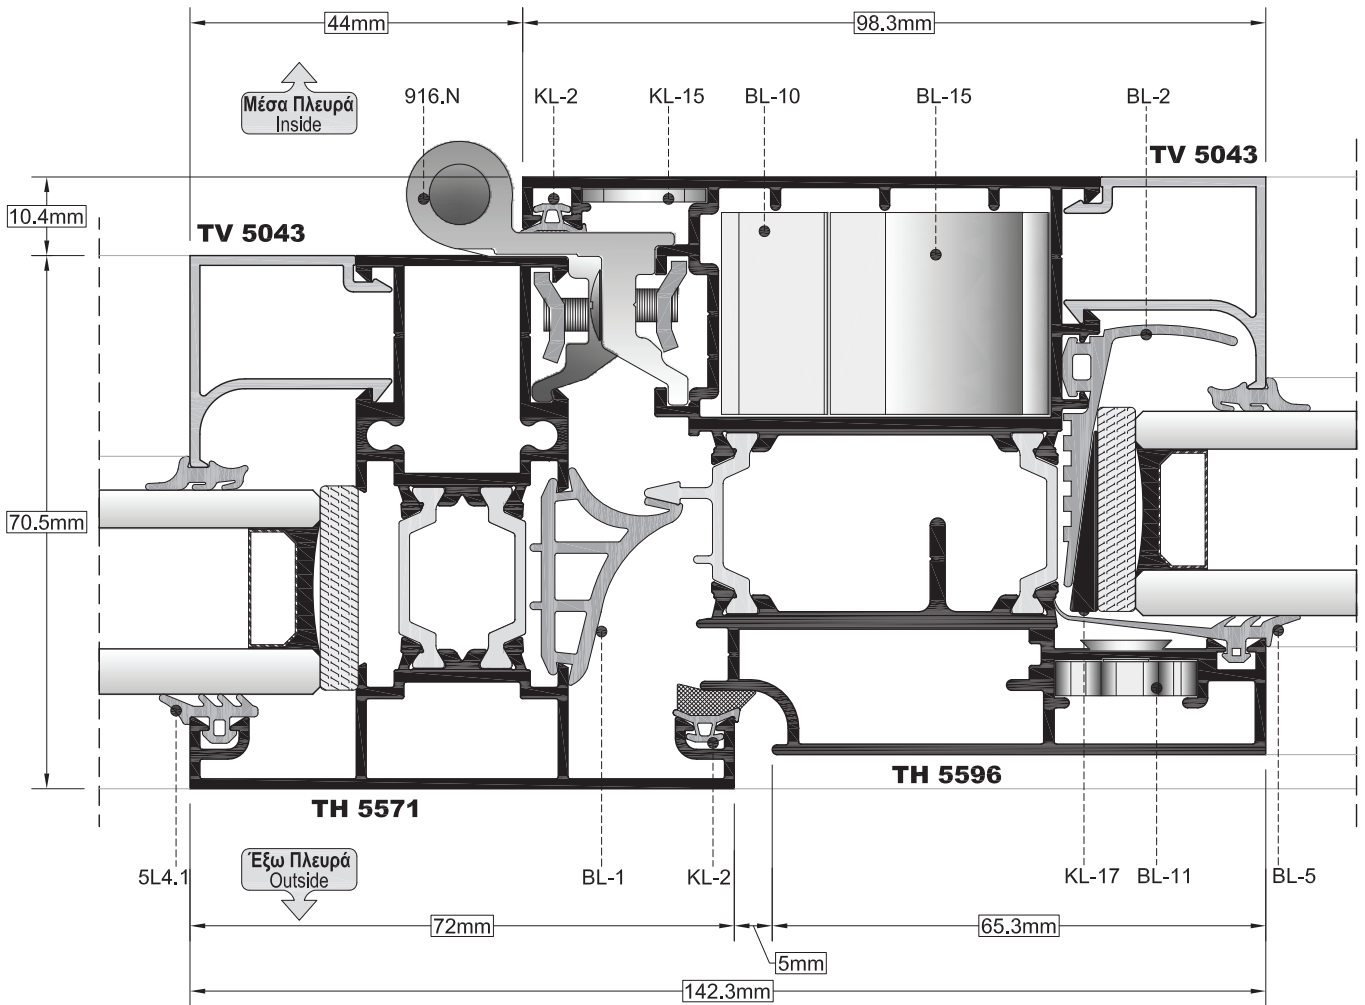 44mm
98.3mm
Μέσα Πλευρά
Inside
916.N
KL-2
KL-15
BL-10
BL-15
BL-2
TV 5043
10.4mm
TV 5043
70.5mm
TH 5596
TH 5571
Έξω Πλευρά
Outside
5L4.1
BL-1
KL-2
KL-17
BL-11
BL-5
72mm
65.3mm
5mm
142.3mm